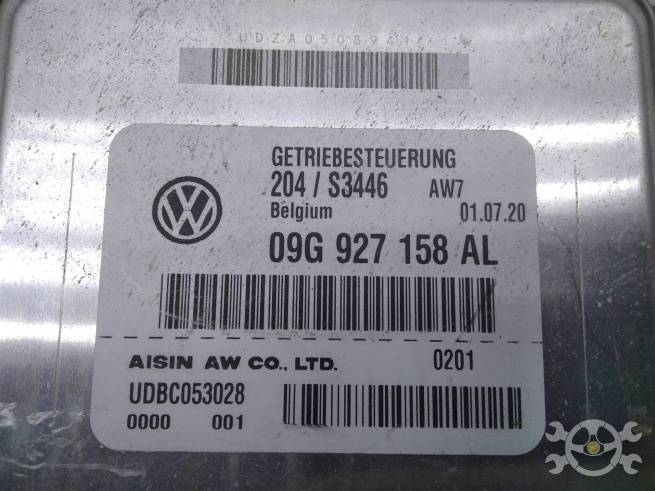 UDZA0508941
GETRIEBESTEUERUNG
204 / S3446 AW7
Belgium 01.07.20
09G 927 158 AL
AISIN AW CO., LTD. 0201
UDBC053028
0000 001